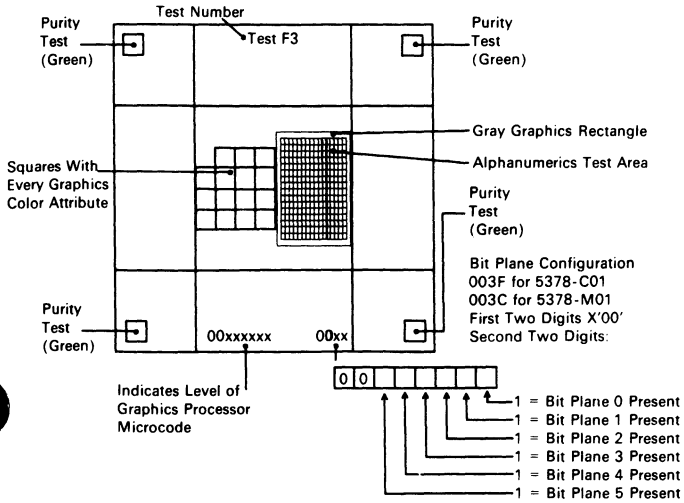 Test Number
Purity
Test
(Green)
Test F3
Purity
Test
(Green)
Gray Graphics Rectangle
Alphanumerics Test Area
Squares With
Every Graphics
Color Attribute
Purity
Test
(Green)
Bit Plane Configuration
003F for 5378-C01
003C for 5378-M01
First Two Digits X'00'
Second Two Digits:
Purity
Test
(Green)
00xxxxxx
00xx
0 0
Indicates Level of
Graphics Processor
Microcode
1 = Bit Plane 0 Present
1 = Bit Plane 1 Present
1 = Bit Plane 2 Present
1 = Bit Plane 3 Present
1 = Bit Plane 4 Present
1 = Bit Plane 5 Present